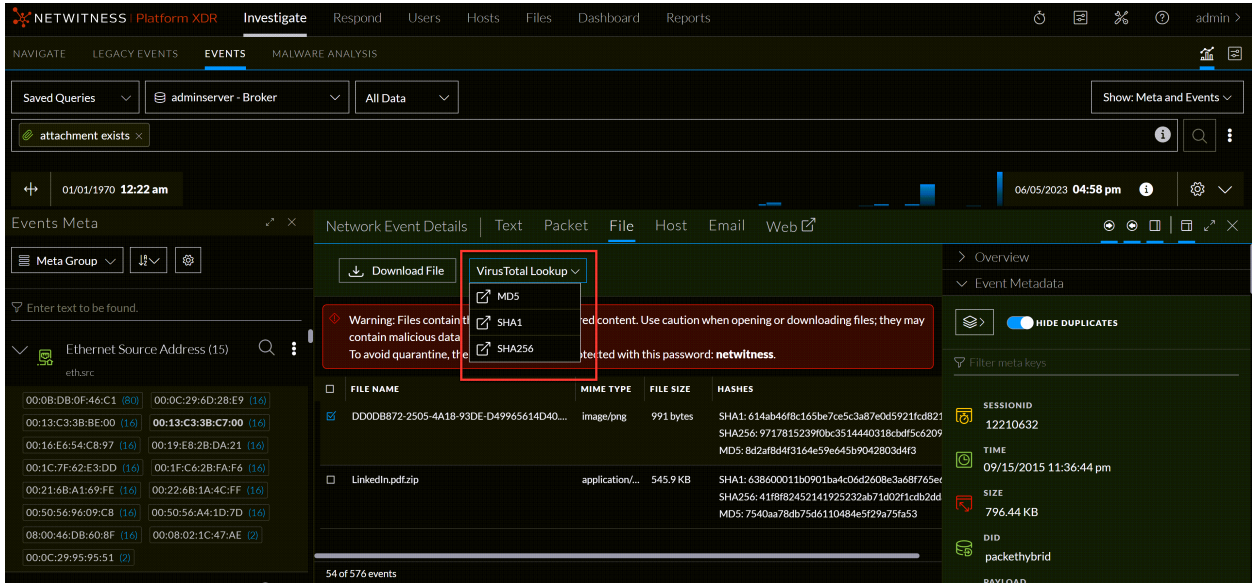 NETWITNESS Platform XDR Investigate Respond Users Hosts Files Dashboard Reports admin >
NAVIGATE LEGACY EVENTS EVENTS MALWARE ANALYSIS
Saved Queries adminserver - Broker All Data Show: Meta and Events
attachment exists ×
01/01/1970 12:22 am 06/05/2023 04:58 pm
Events Meta
Meta Group
Enter text to be found.
Ethernet Source Address (15)
eth.src
00:0B:DB:0F:46:C1 (80) 00:0C:29:6D:28:E9 (16)
00:13:C3:3B:BE:00 (16) 00:13:C3:3B:C7:00 (16)
00:16:E6:54:C8:97 (16) 00:19:E8:2B:DA:21 (16)
00:1C:7F:62:E3:DD (16) 00:1F:C6:2B:FA:F6 (16)
00:21:6B:A1:69:FE (16) 00:22:6B:1A:4C:FF (16)
00:50:56:96:09:C8 (16) 00:50:56:A4:1D:7D (16)
08:00:46:DB:60:8F (16) 00:08:02:1C:47:AE (2)
00:0C:29:95:95:51 (2)
Network Event Details Text Packet File Host Email Web
Download File VirusTotal Lookup
MD5
SHA1
SHA256
Warning: Files contain th red content. Use caution when opening or downloading files; they may
contain malicious data
To avoid quarantine, the otected with this password: netwitness.
FILE NAME MIME TYPE FILE SIZE HASHES
DD0DB872-2505-4A18-93DE-D49965614D40.... image/png 991 bytes SHA1: 614ab46f8c165be7ce5c3a87e0d5921fcd821
SHA256: 9717815239f0bc3514440318cbdf5c6209
MD5: 8d2af8d4f3164e59e645b9042803d4f3
LinkedIn.pdf.zip application/... 545.9 KB SHA1: 638600011b0901ba4c06d2608e3a68f765e
SHA256: 41f8f82452141925232ab71d02f1cdb2dd
MD5: 7540aa78db75d6110484e5f29a75fa53
54 of 576 events
Overview
Event Metadata
HIDE DUPLICATES
Filter meta keys
SESSIONID
12210632
TIME
09/15/2015 11:36:44 pm
SIZE
796.44 KB
DID
packethybrid
PAYLOAD